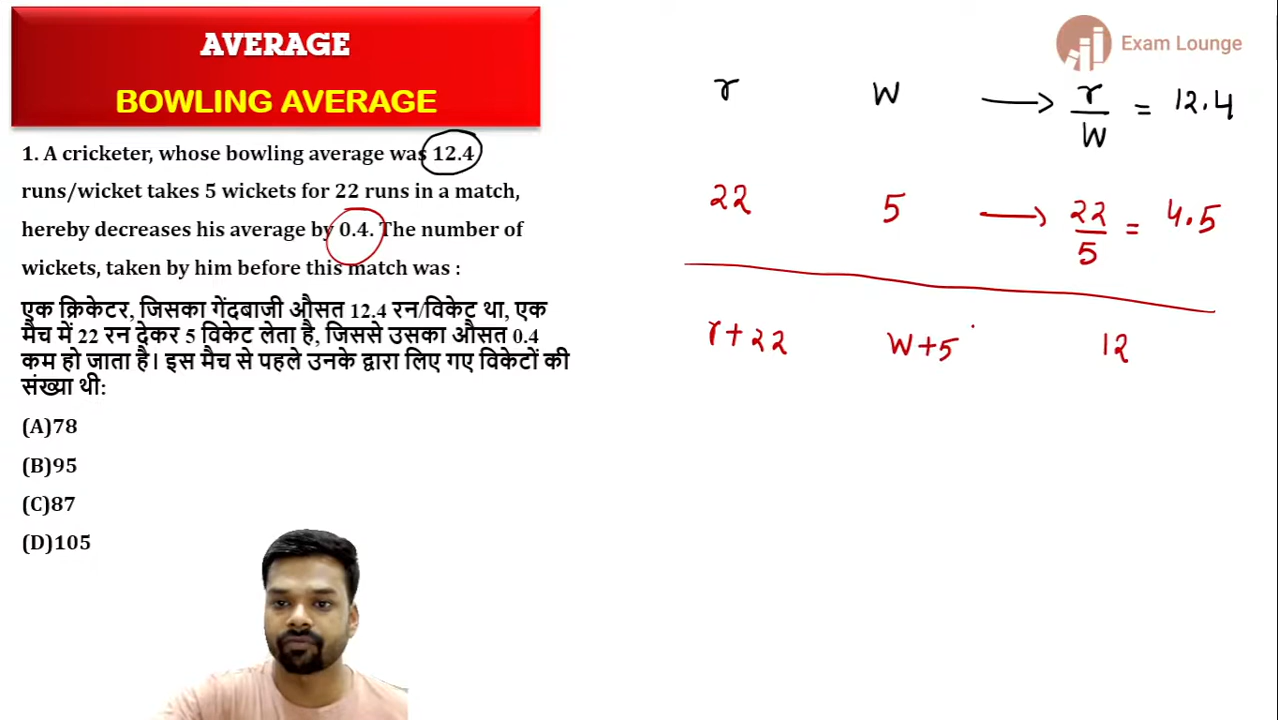 AVERAGE
BOWLING AVERAGE
Exam Lounge
1. A cricketer, whose bowling average was 12.4
runs/wicket takes 5 wickets for 22 runs in a match,
hereby decreases his average by 0.4. The number of
wickets, taken by him before this match was :
एक क्रिकेटर, जिसका गेंदबाजी औसत 12.4 रन/विकेट था, एक
मैच में 22 रन देकर 5 विकेट लेता है, जिससे उसका औसत 0.4
कम हो जाता है। इस मैच से पहले उनके द्वारा लिए गए विकेटों की
संख्या थी:
(A)78
(B)95
(C)87
(D)105
r w → r/w = 12.4
22 5 → 22/5 = 4.5
r+22 w+5 12